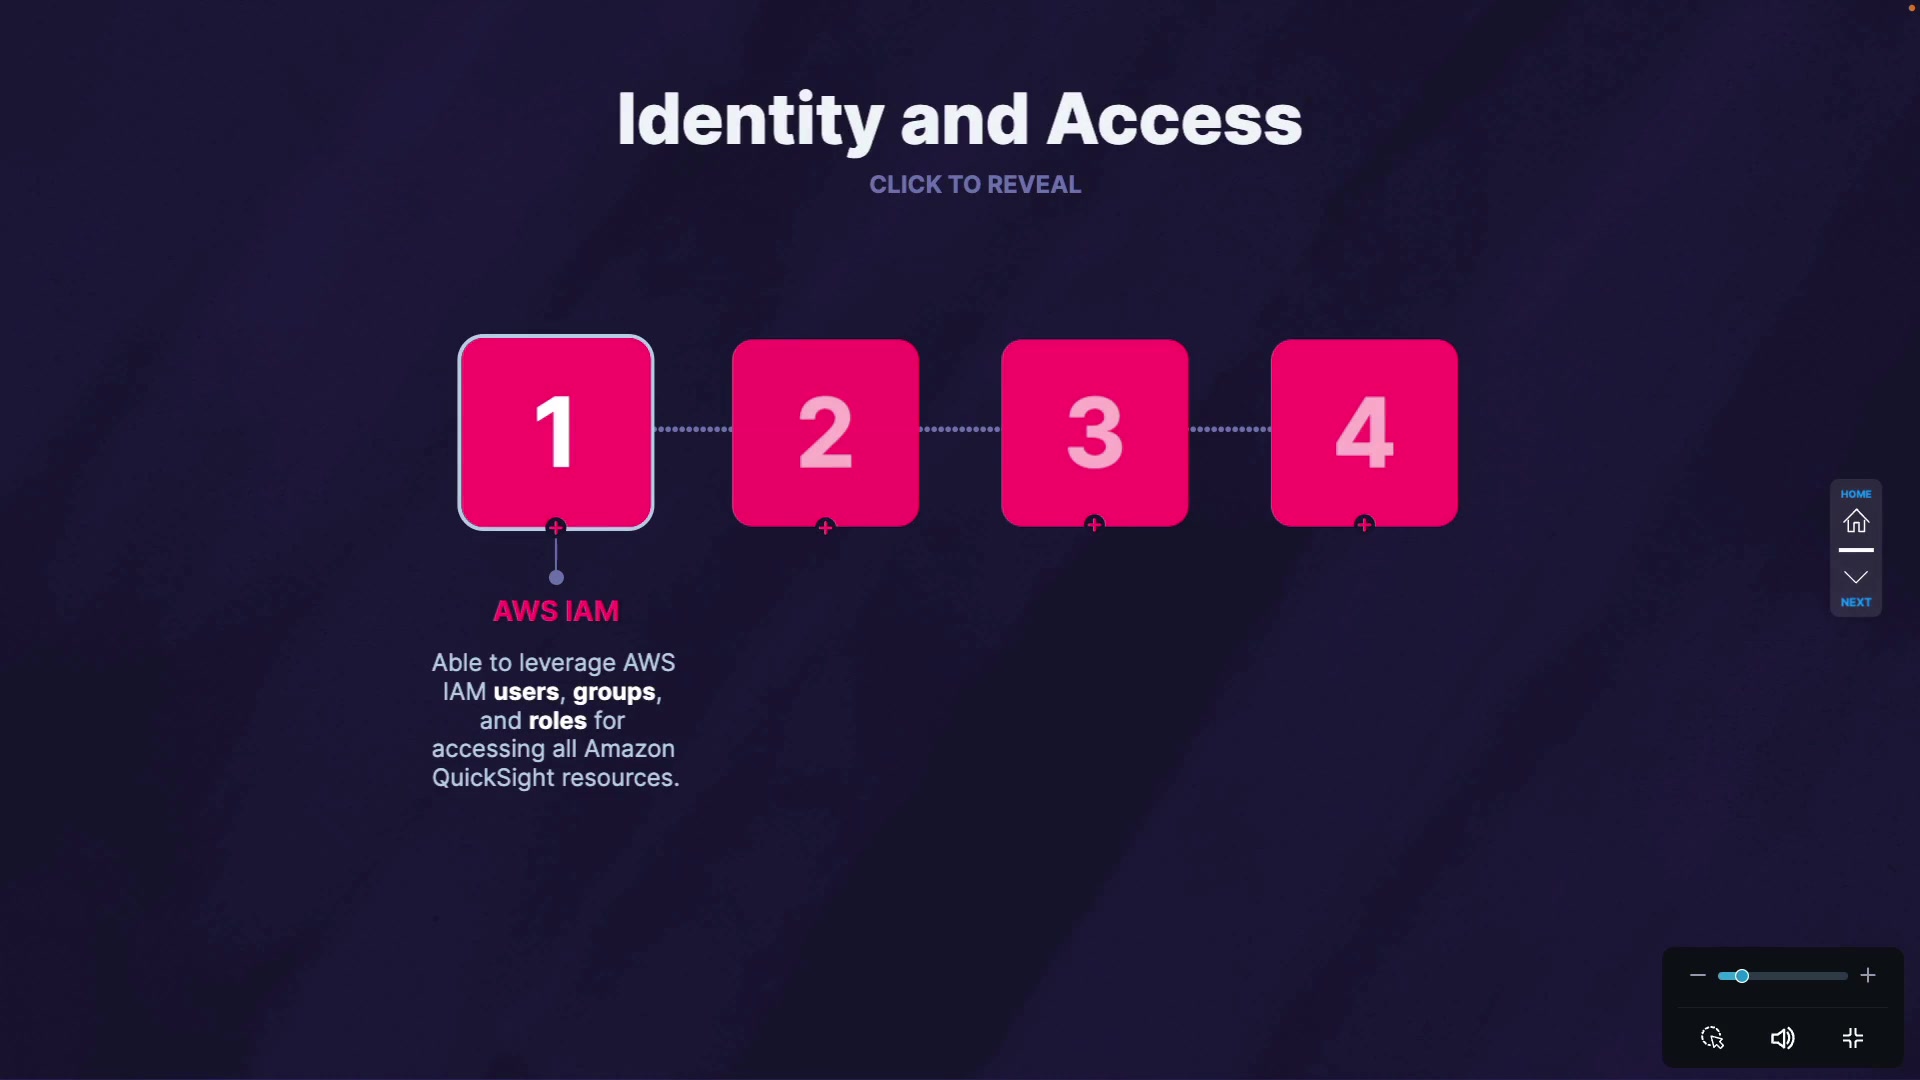 Identity and Access
CLICK TO REVEAL
1
2
3
4
AWS IAM
Able to leverage AWS
IAM users, groups,
and roles for
accessing all Amazon
QuickSight resources.
HOME
NEXT